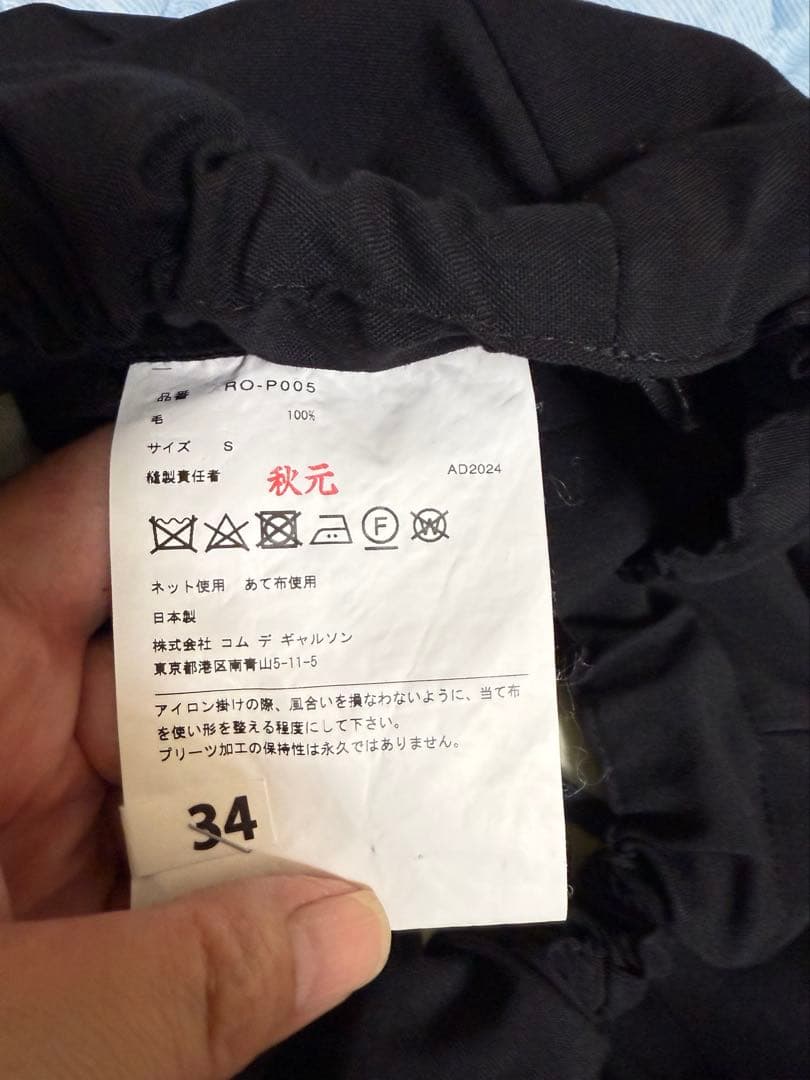 品番 RO-P005
毛 100%
サイズ S
縫製責任者 秋元 AD2024
F W
ネット使用 あて布使用
日本製
株式会社 コム デ ギャルソン
東京都港区南青山5-11-5
アイロン掛けの際、風合いを損なわないように、当て布
を使い形を整える程度にして下さい。
プリーツ加工の保持性は永久ではありません。
34